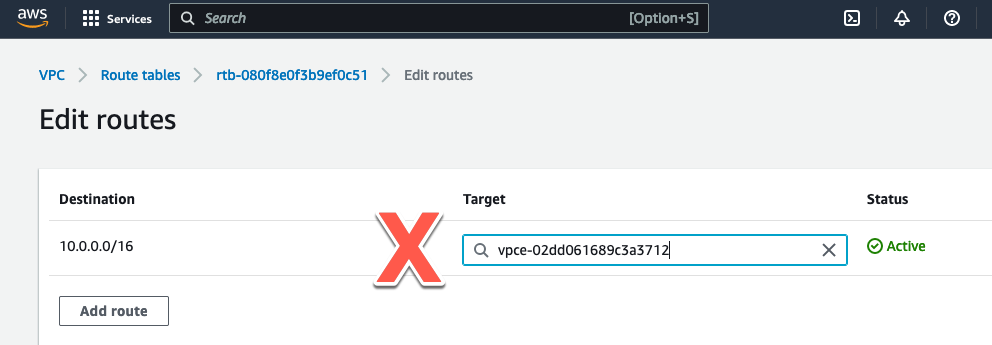 aws
Services
Search
[Option+S]
VPC > Route tables > rtb-080f8e0f3b9ef0c51 > Edit routes
Edit routes
Destination Target Status
10.0.0.0/16 X vpce-02dd061689c3a3712 Active
Add route